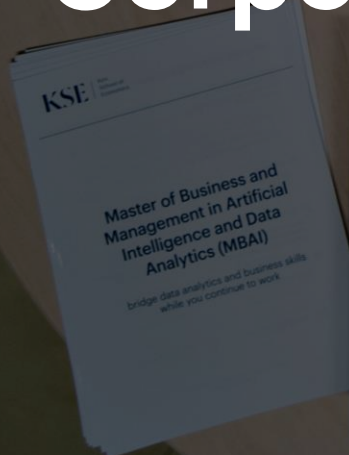 KSE
Master of Business and
Management in Artificial
Intelligence and Data
Analytics (MBAI)
bridge data analytics and business skills
while you continue to work